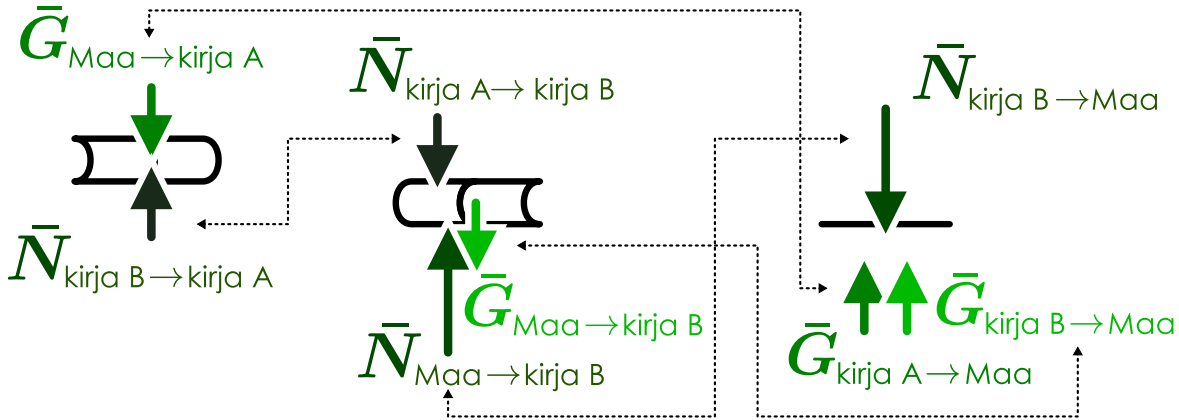 Ḡ Maa→kirja A
N̄ kirja B→kirja A
N̄ kirja A→ kirja B
Ḡ Maa→kirja B
N̄ Maa→kirja B
N̄ kirja B→Maa
Ḡ kirja B→Maa
Ḡ kirja A→Maa